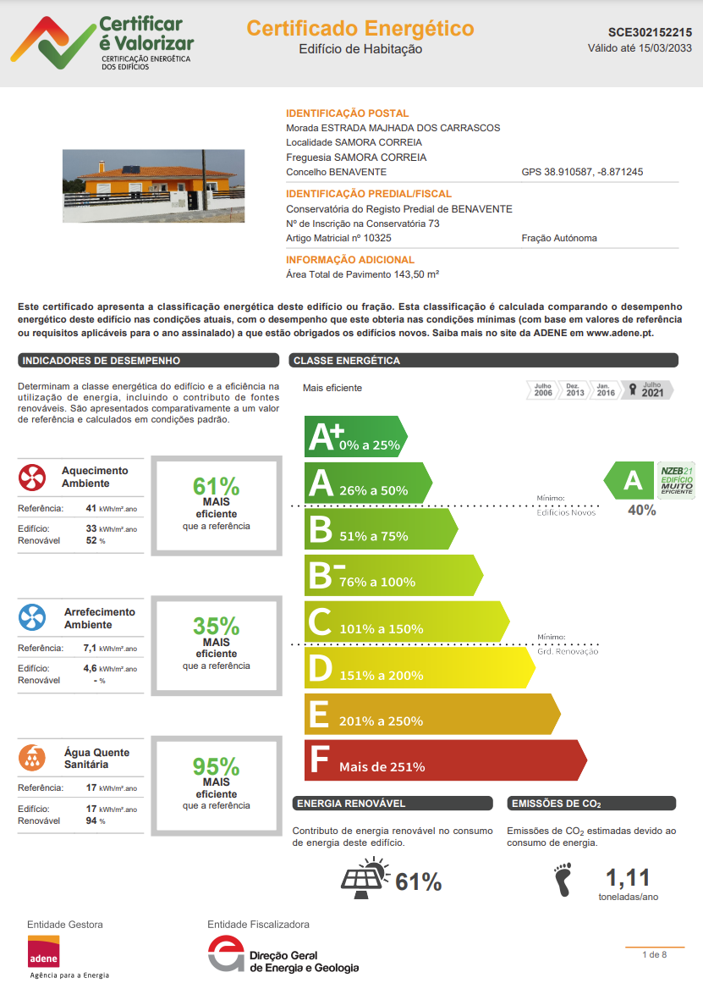 Certificar
é Valorizar
CERTIFICAÇÃO ENERGÉTICA
DOS EDIFÍCIOS
Certificado Energético
Edifício de Habitação
SCE302152215
Válido até 15/03/2033
IDENTIFICAÇÃO POSTAL
Morada ESTRADA MAJHADA DOS CARRASCOS
Localidade SAMORA CORREIA
Freguesia SAMORA CORREIA
Concelho BENAVENTE
GPS 38.910587, -8.871245
IDENTIFICAÇÃO PREDIAL/FISCAL
Conservatória do Registo Predial de BENAVENTE
Nº de Inscrição na Conservatória 73
Artigo Matricial nº 10325
Fração Autónoma
INFORMAÇÃO ADICIONAL
Área Total de Pavimento 143,50 m²
Este certificado apresenta a classificação energética deste edifício ou fração. Esta classificação é calculada comparando o desempenho
energético deste edifício nas condições atuais, com o desempenho que este obteria nas condições mínimas (com base em valores de referência
ou requisitos aplicáveis para o ano assinalado) a que estão obrigados os edifícios novos. Saiba mais no site da ADENE em www.adene.pt.
INDICADORES DE DESEMPENHO
Determinam a classe energética do edifício e a eficiência na
utilização de energia, incluindo o contributo de fontes
renováveis. São apresentados comparativamente a um valor
de referência e calculados em condições padrão.
Aquecimento
Ambiente
Referência: 41 kWh/m².ano
Edifício: 33 kWh/m².ano
Renovável 52 %
61%
MAIS
eficiente
que a referência
Arrefecimento
Ambiente
Referência: 7,1 kWh/m².ano
Edifício: 4,6 kWh/m².ano
Renovável - %
35%
MAIS
eficiente
que a referência
Água Quente
Sanitária
Referência: 17 kWh/m².ano
Edifício: 17 kWh/m².ano
Renovável 94 %
95%
MAIS
eficiente
que a referência
CLASSE ENERGÉTICA
Mais eficiente
Julho
2006
Dez.
2013
Jan.
2016
Julho
2021
A+ 0% a 25%
A 26% a 50%
Mínimo:
Edifícios Novos
A
40%
NZEB21
EDIFÍCIO
MUITO
EFICIENTE
B 51% a 75%
B- 76% a 100%
C 101% a 150%
Mínimo:
Grd. Renovação
D 151% a 200%
E 201% a 250%
F Mais de 251%
ENERGIA RENOVÁVEL
Contributo de energia renovável no consumo
de energia deste edifício.
61%
EMISSÕES DE CO₂
Emissões de CO₂ estimadas devido ao
consumo de energia.
1,11
toneladas/ano
Entidade Gestora
adene
Agência para a Energia
Entidade Fiscalizadora
Direção Geral
de Energia e Geologia
1 de 8